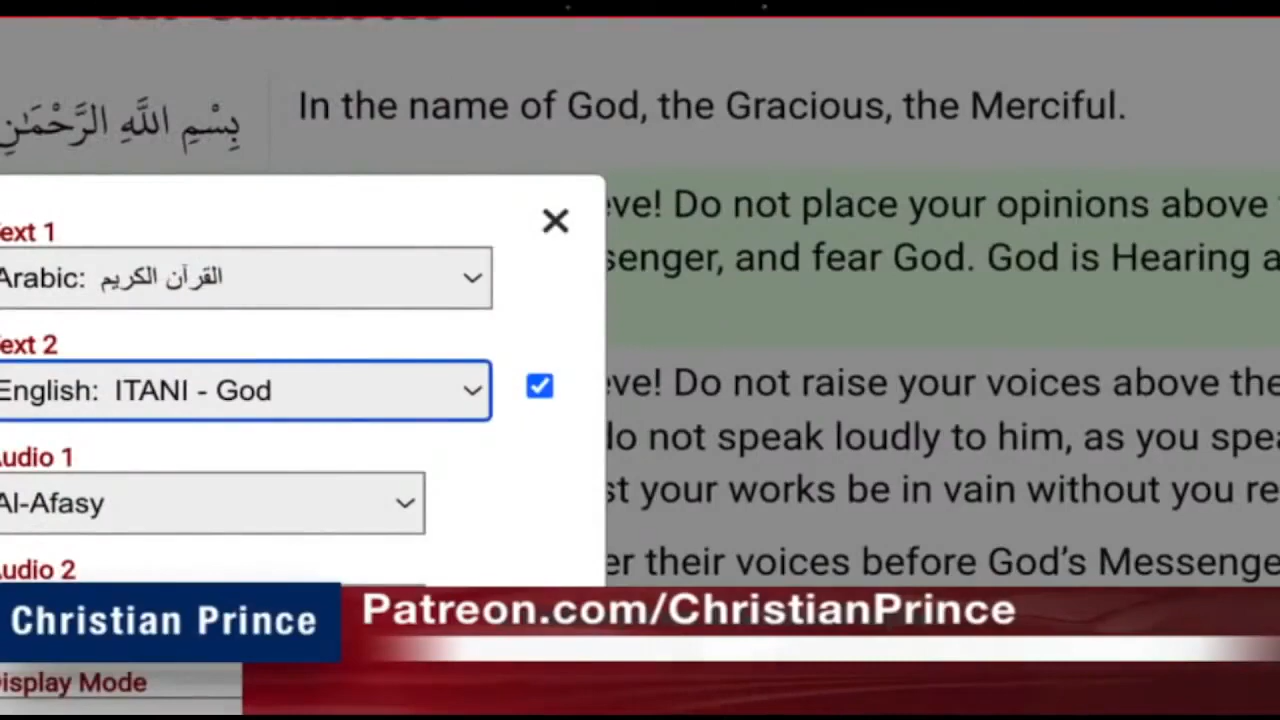 بِسْمِ اللَّهِ الرَّحْمَٰنِ
In the name of God, the Gracious, the Merciful.
eve! Do not place your opinions above
senger, and fear God. God is Hearing a
eve! Do not raise your voices above the
do not speak loudly to him, as you spea
st your works be in vain without you re
er their voices before God’s Messenge
ext 1
Arabic: القرآن الكريم
ext 2
English: ITANI - God
udio 1
Al-Afasy
udio 2
Christian Prince
Patreon.com/ChristianPrince
isplay Mode